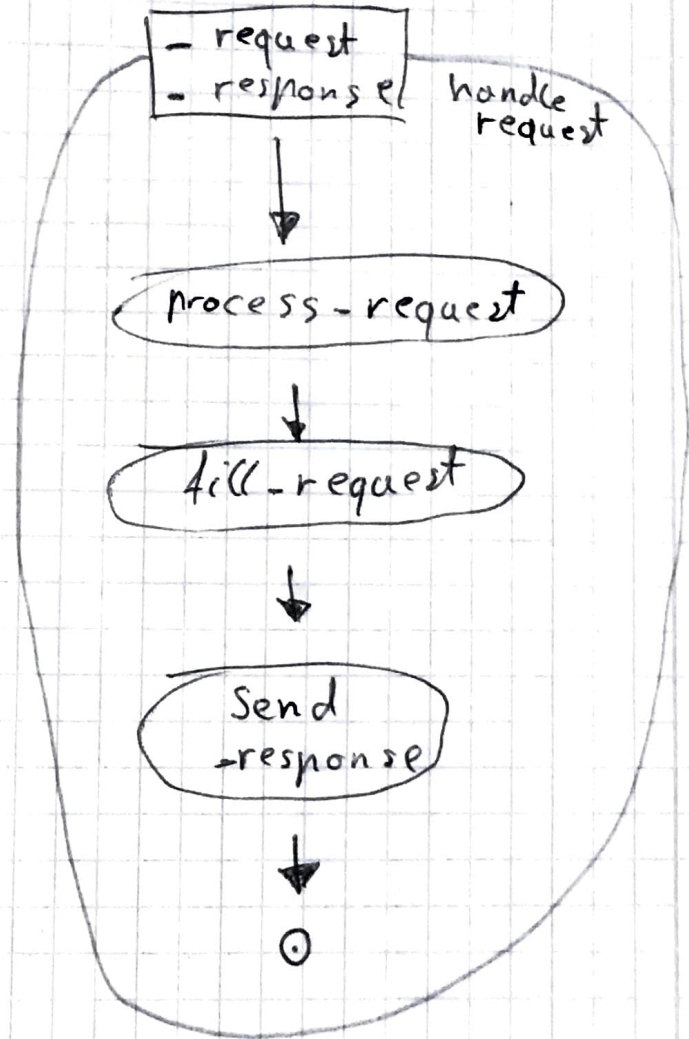 - request
- response
handle
request
process-request
fill-request
Send
-response